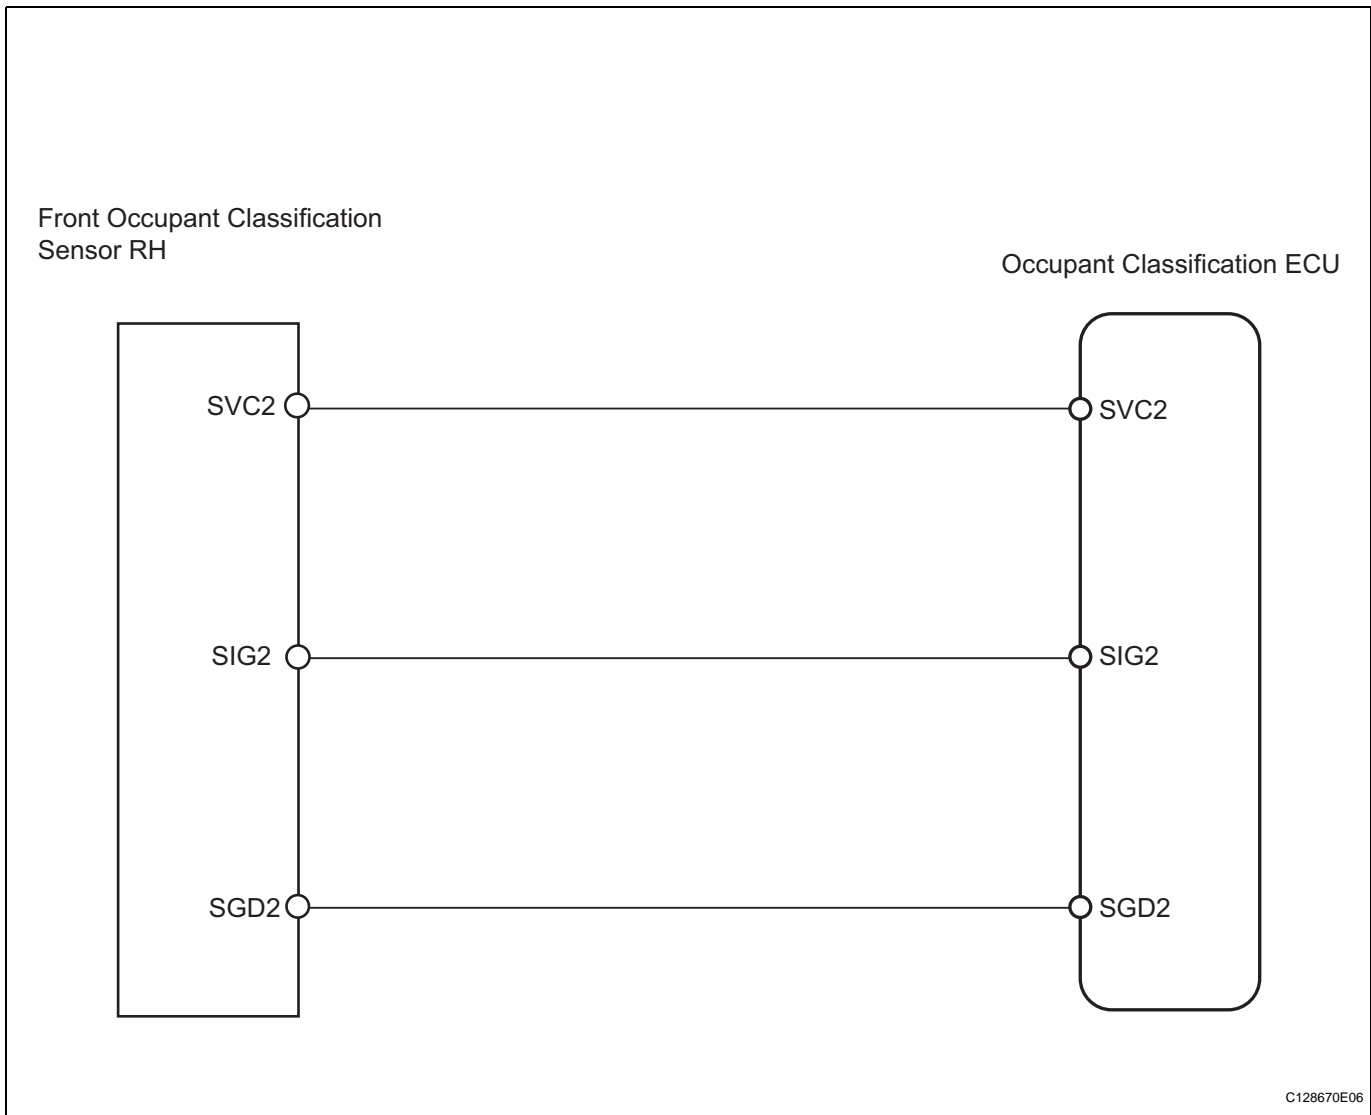 Front Occupant Classification
Sensor RH
Occupant Classification ECU
SVC2
SVC2
SIG2
SIG2
SGD2
SGD2
C128670E06